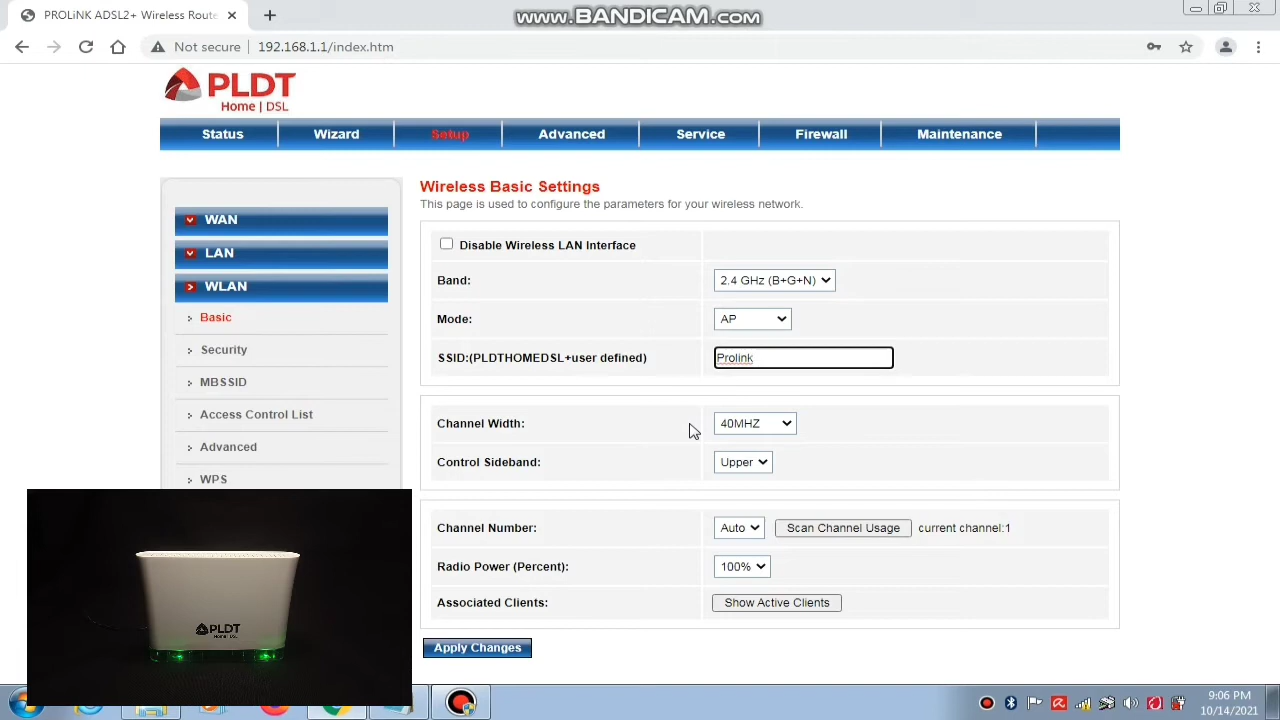 www.BANDICAM.com
PROLiNK ADSL2+ Wireless Route
Not secure
192.168.1.1/index.htm
PLDT
Home | DSL
Status
Wizard
Setup
Advanced
Service
Firewall
Maintenance
WAN
LAN
WLAN
Basic
Security
MBSSID
Access Control List
Advanced
WPS
Wireless Basic Settings
This page is used to configure the parameters for your wireless network.
Disable Wireless LAN Interface
Band: 2.4 GHz (B+G+N)
Mode: AP
SSID:(PLDTHOMEDSL+user defined) Prolink
Channel Width: 40MHZ
Control Sideband: Upper
Channel Number: Auto Scan Channel Usage current channel:1
Radio Power (Percent): 100%
Associated Clients: Show Active Clients
Apply Changes
PLDT
Home | DSL
9:06 PM
10/14/2021